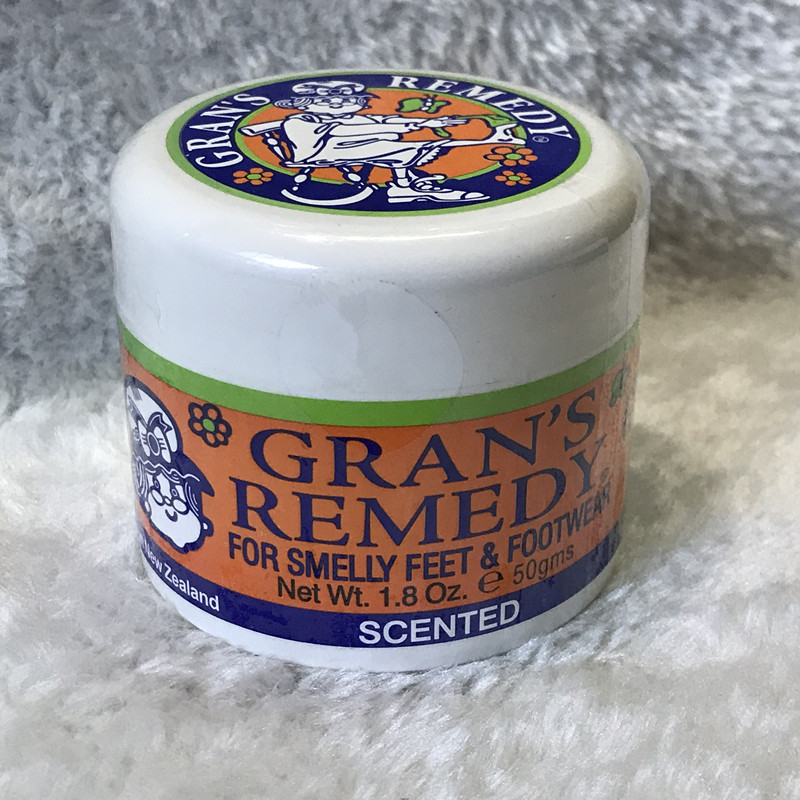 GRAN'S REMEDY
GRAN'S
REMEDY
FOR SMELLY FEET & FOOTWEAR
Net Wt. 1.8 Oz. ℮ 50gms
New Zealand
SCENTED